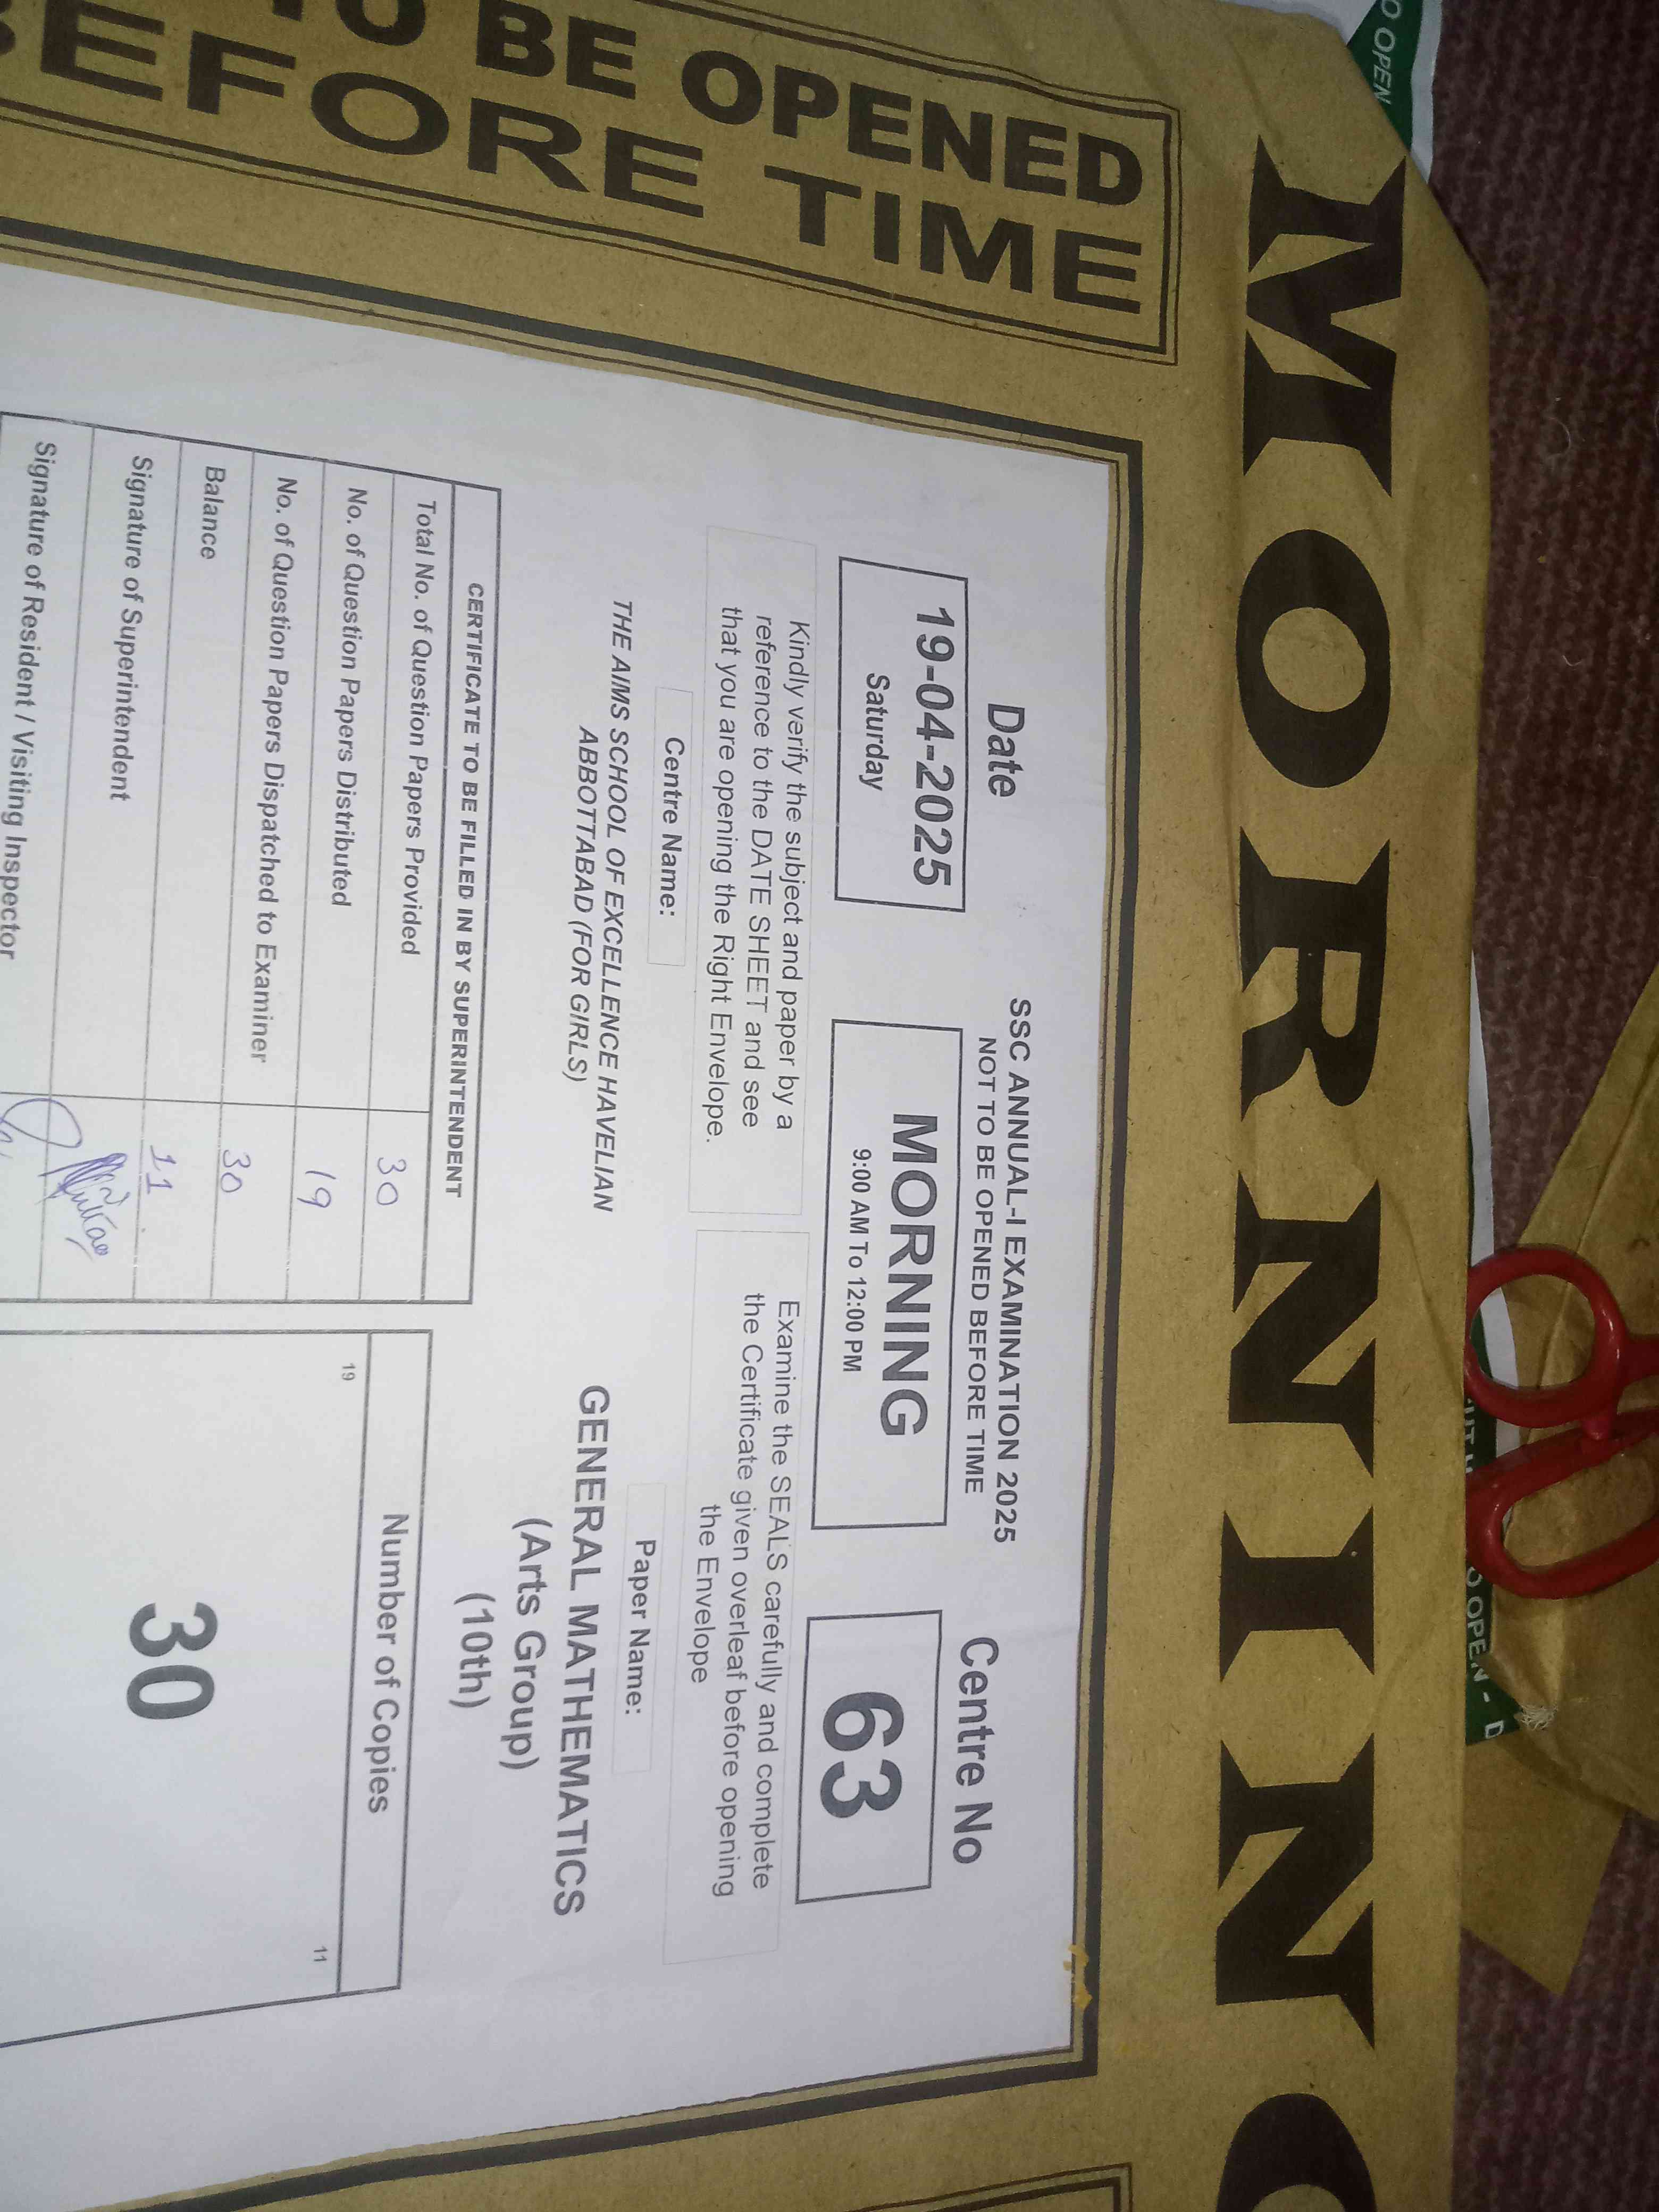 O OPEN
TO BE OPENED
BEFORE TIME
MORNING
Date
19-04-2025
Saturday
SSC ANNUAL-I EXAMINATION 2025
NOT TO BE OPENED BEFORE TIME
MORNING
9:00 AM To 12:00 PM
Centre No
63
Kindly verify the subject and paper by a
reference to the DATE SHEET and see
that you are opening the Right Envelope.
Examine the SEALS carefully and complete
the Certificate given overleaf before opening
the Envelope
Centre Name:
THE AIMS SCHOOL OF EXCELLENCE HAVELIAN
ABBOTTABAD (FOR GIRLS)
Paper Name:
GENERAL MATHEMATICS
(Arts Group)
(10th)
CERTIFICATE TO BE FILLED IN BY SUPERINTENDENT
Total No. of Question Papers Provided 30
No. of Question Papers Distributed 19
No. of Question Papers Dispatched to Examiner 30
Balance 11
Signature of Superintendent
Signature of Resident / Visiting Inspector
Number of Copies
19 11
30
O OPEN - D